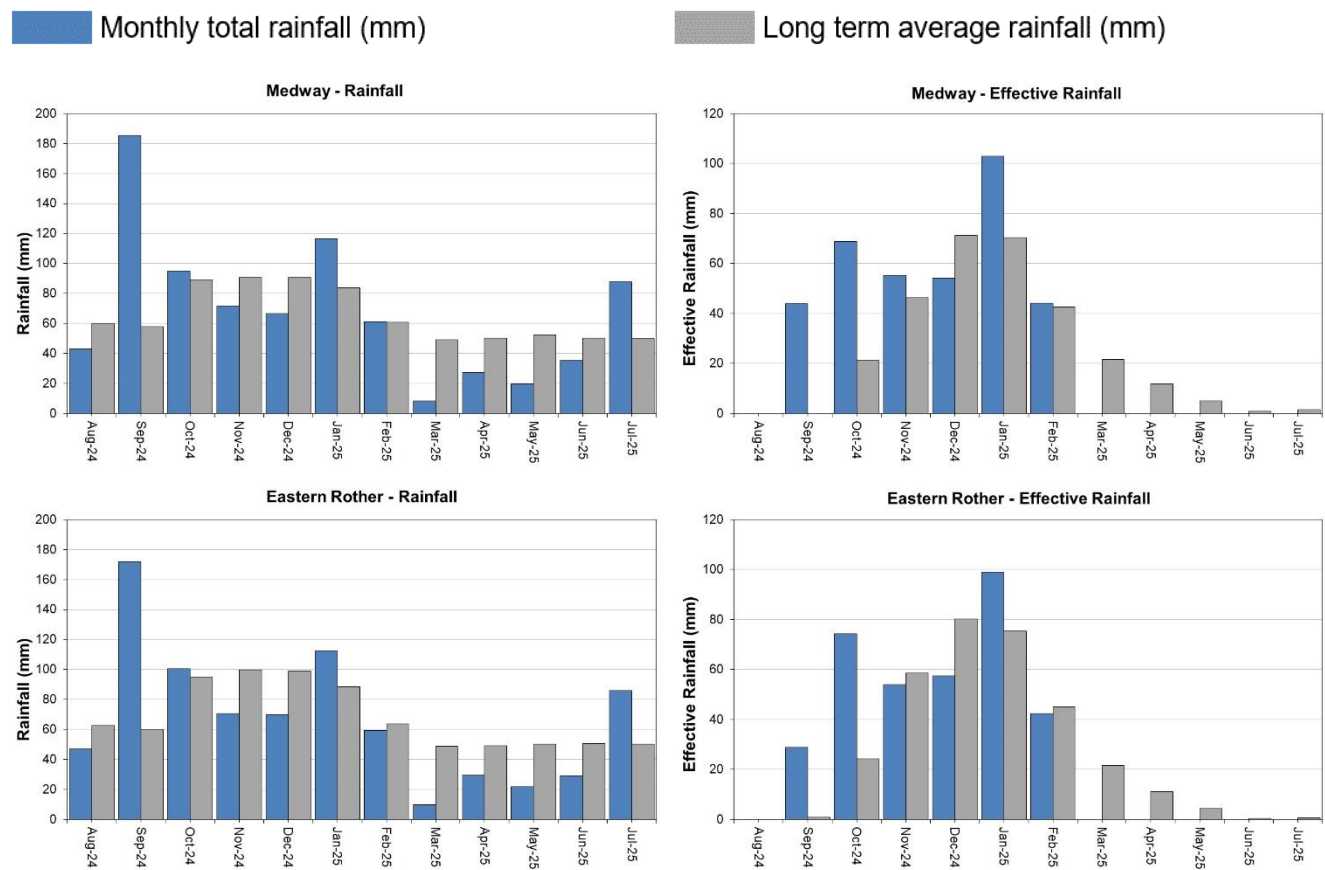 Monthly total rainfall (mm)
Long term average rainfall (mm)
Medway - Rainfall
Rainfall (mm)
200
180
160
140
120
100
80
60
40
20
0
Aug-24
Sep-24
Oct-24
Nov-24
Dec-24
Jan-25
Feb-25
Mar-25
Apr-25
May-25
Jun-25
Jul-25
Medway - Effective Rainfall
Effective Rainfall (mm)
120
100
80
60
40
20
0
Aug-24
Sep-24
Oct-24
Nov-24
Dec-24
Jan-25
Feb-25
Mar-25
Apr-25
May-25
Jun-25
Jul-25
Eastern Rother - Rainfall
Rainfall (mm)
200
180
160
140
120
100
80
60
40
20
0
Aug-24
Sep-24
Oct-24
Nov-24
Dec-24
Jan-25
Feb-25
Mar-25
Apr-25
May-25
Jun-25
Jul-25
Eastern Rother - Effective Rainfall
Effective Rainfall (mm)
120
100
80
60
40
20
0
Aug-24
Sep-24
Oct-24
Nov-24
Dec-24
Jan-25
Feb-25
Mar-25
Apr-25
May-25
Jun-25
Jul-25